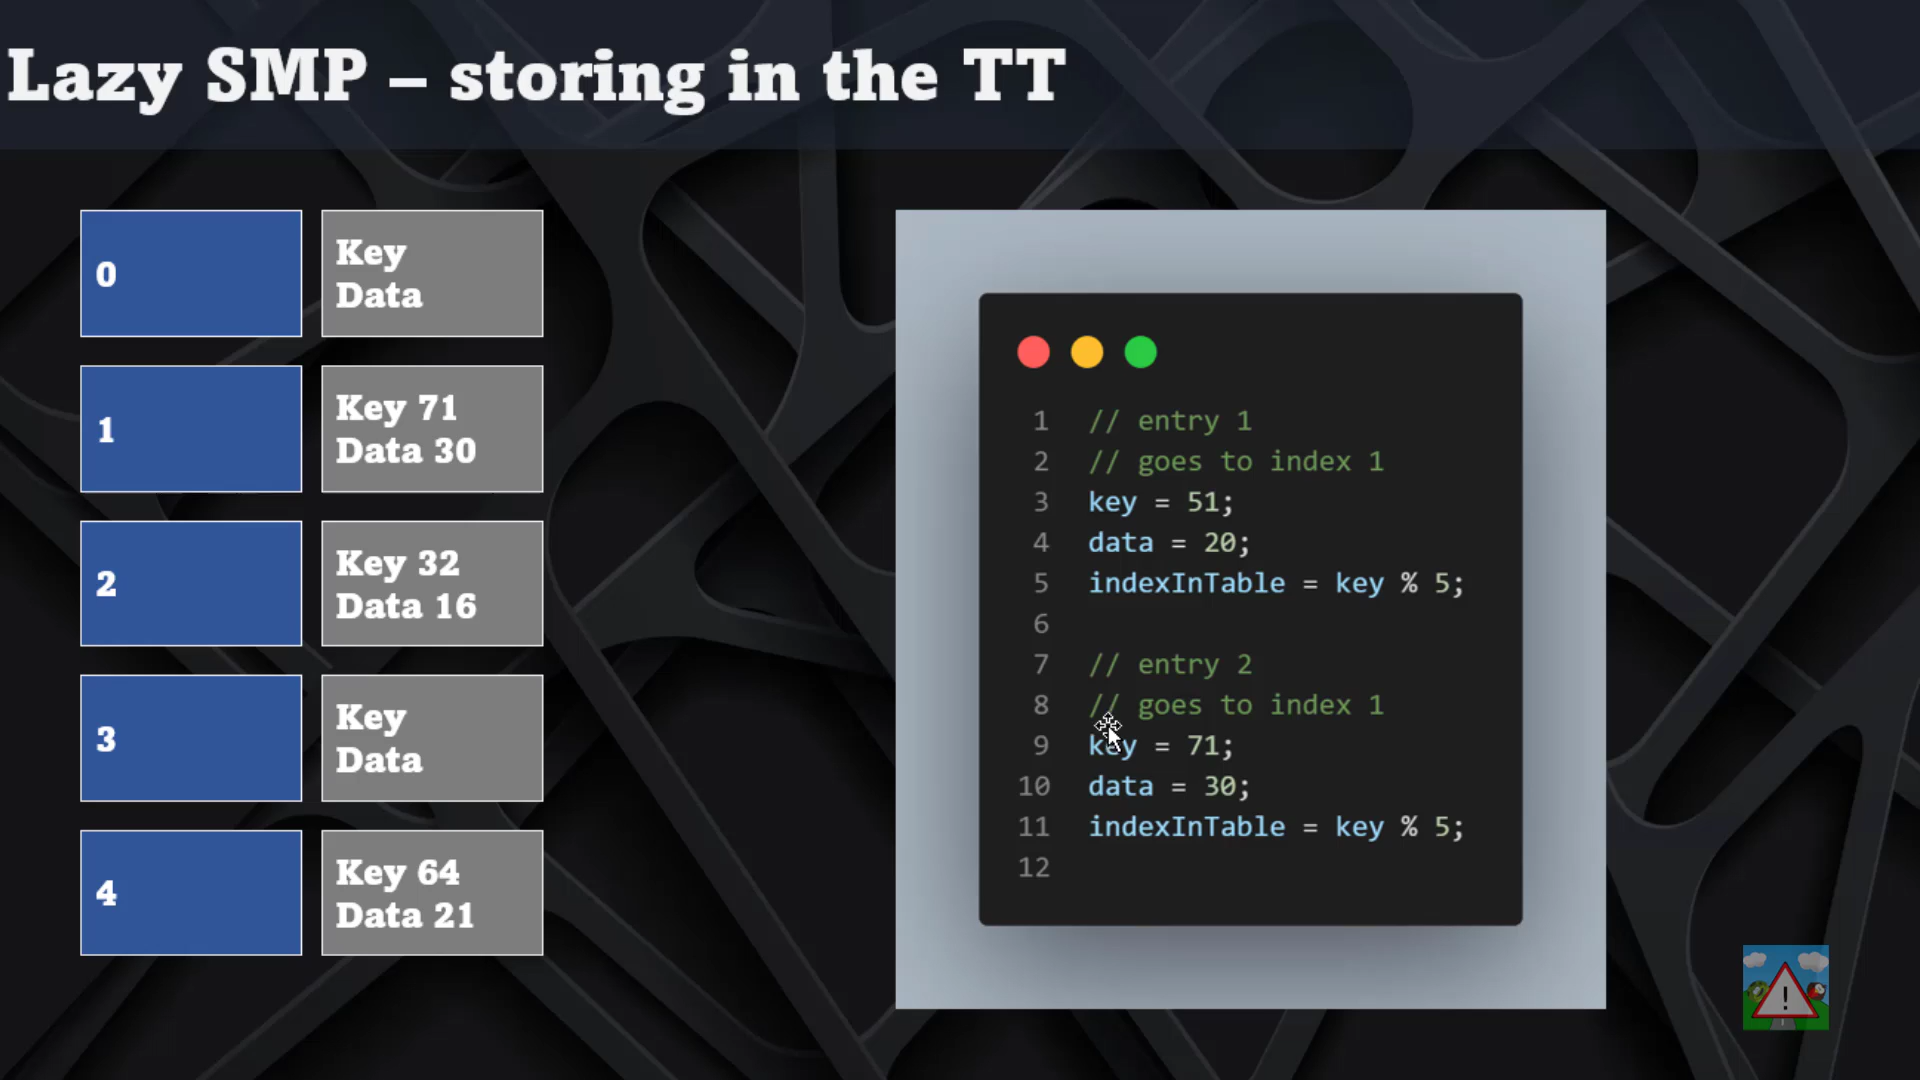 Lazy SMP – storing in the TT
0
Key
Data
1
Key 71
Data 30
2
Key 32
Data 16
3
Key
Data
4
Key 64
Data 21
1 // entry 1
2 // goes to index 1
3 key = 51;
4 data = 20;
5 indexInTable = key % 5;
6
7 // entry 2
8 // goes to index 1
9 key = 71;
10 data = 30;
11 indexInTable = key % 5;
12
!